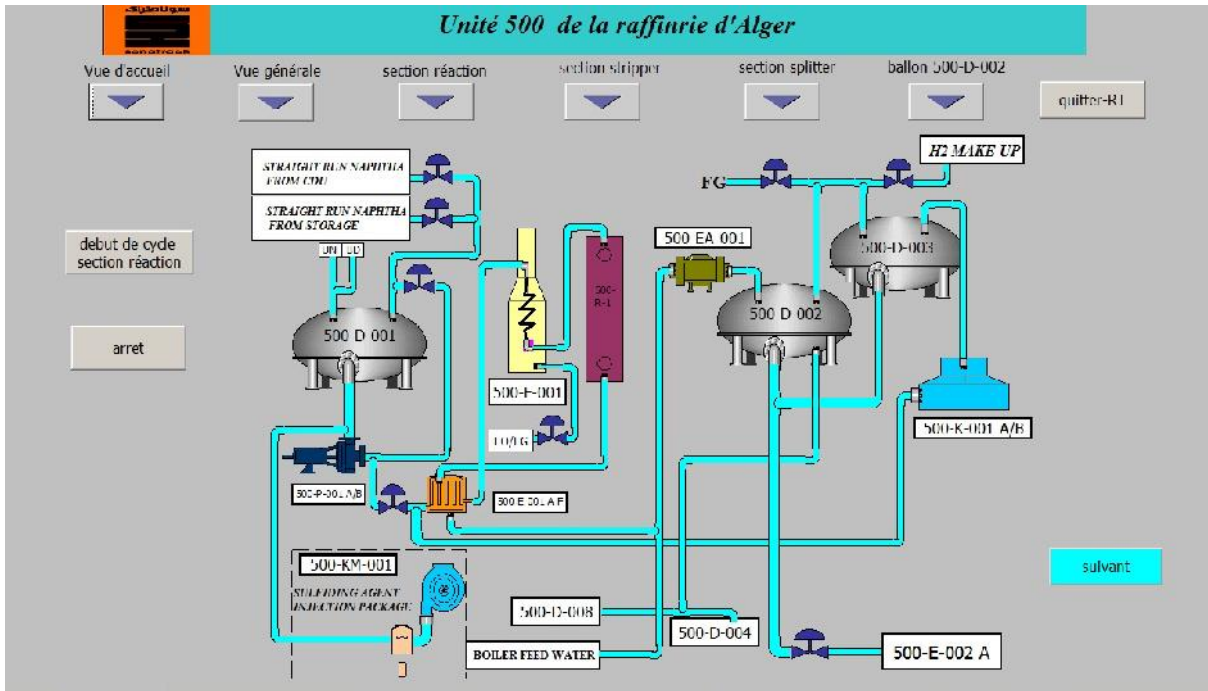 Unité 500 de la raffinrie d'Alger
Vue d'accueil
Vue générale
section réaction
section stripper
section splitter
ballon 500-D-002
quitter-RT
STRAIGHT RUN NAPHTHA
FROM CDU
STRAIGHT RUN NAPHTHA
FROM STORAGE
FG
H2 MAKE UP
debut de cycle
section réaction
arret
500 D 001
500-R-1
500-F-001
500 EA 001
500 D 002
500-D-003
500-K-001 A/B
500-P-001 A/B
500 E 001 A F
500-KM-001
SULFIDING AGENT
INJECTION PACKAGE
500-D-008
500-D-004
BOILER FEED WATER
500-E-002 A
suivant